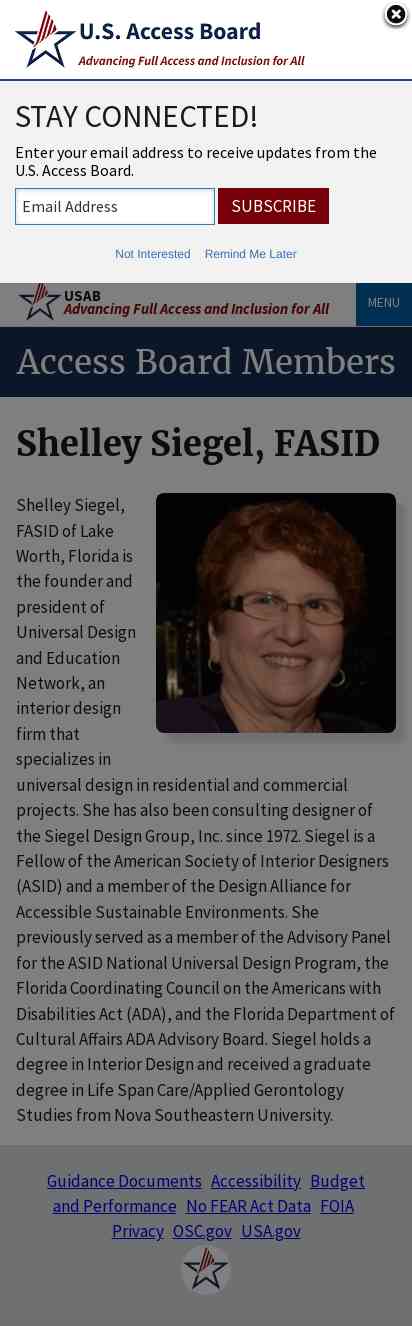 U.S. Access Board
Advancing Full Access and Inclusion for All
STAY CONNECTED!
Enter your email address to receive updates from the
U.S. Access Board.
Email Address
SUBSCRIBE
Not Interested Remind Me Later
USAB
Advancing Full Access and Inclusion for All
MENU
Access Board Members
Shelley Siegel, FASID
Shelley Siegel,
FASID of Lake
Worth, Florida is
the founder and
president of
Universal Design
and Education
Network, an
interior design
firm that
specializes in
universal design in residential and commercial
projects. She has also been consulting designer of
the Siegel Design Group, Inc. since 1972. Siegel is a
Fellow of the American Society of Interior Designers
(ASID) and a member of the Design Alliance for
Accessible Sustainable Environments. She
previously served as a member of the Advisory Panel
for the ASID National Universal Design Program, the
Florida Coordinating Council on the Americans with
Disabilities Act (ADA), and the Florida Department of
Cultural Affairs ADA Advisory Board. Siegel holds a
degree in Interior Design and received a graduate
degree in Life Span Care/Applied Gerontology
Studies from Nova Southeastern University.
Guidance Documents Accessibility Budget
and Performance No FEAR Act Data FOIA
Privacy OSC.gov USA.gov